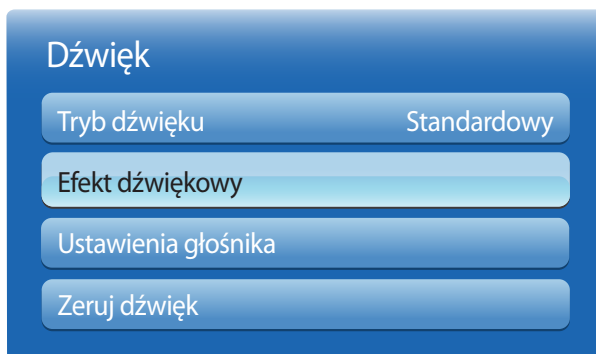 Dźwięk
Tryb dźwięku Standardowy
Efekt dźwiękowy
Ustawienia głośnika
Zeruj dźwięk